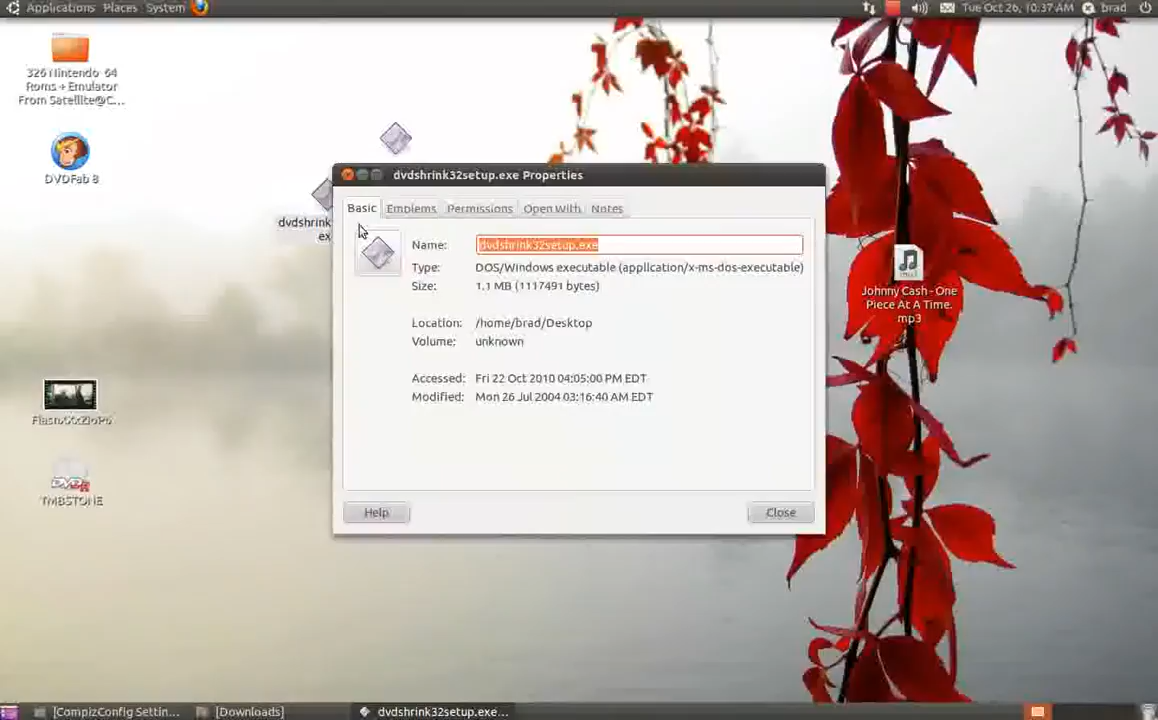 Applications Places System
Tue Oct 26, 10:37 AM brad
326 Nintendo 64
Roms + Emulator
From Satellite@C...
DVDFab 8
dvdshrink
ex
dvdshrink32setup.exe Properties
Basic Emblems Permissions Open With Notes
Name: dvdshrink32setup.exe
Type: DOS/Windows executable (application/x-ms-dos-executable)
Size: 1.1 MB (1117491 bytes)
Location: /home/brad/Desktop
Volume: unknown
Accessed: Fri 22 Oct 2010 04:05:00 PM EDT
Modified: Mon 26 Jul 2004 03:16:40 AM EDT
Help Close
Johnny Cash - One
Piece At A Time.
mp3
TMBSTONE
[CompizConfig Settin... [Downloads] dvdshrink32setup.exe...